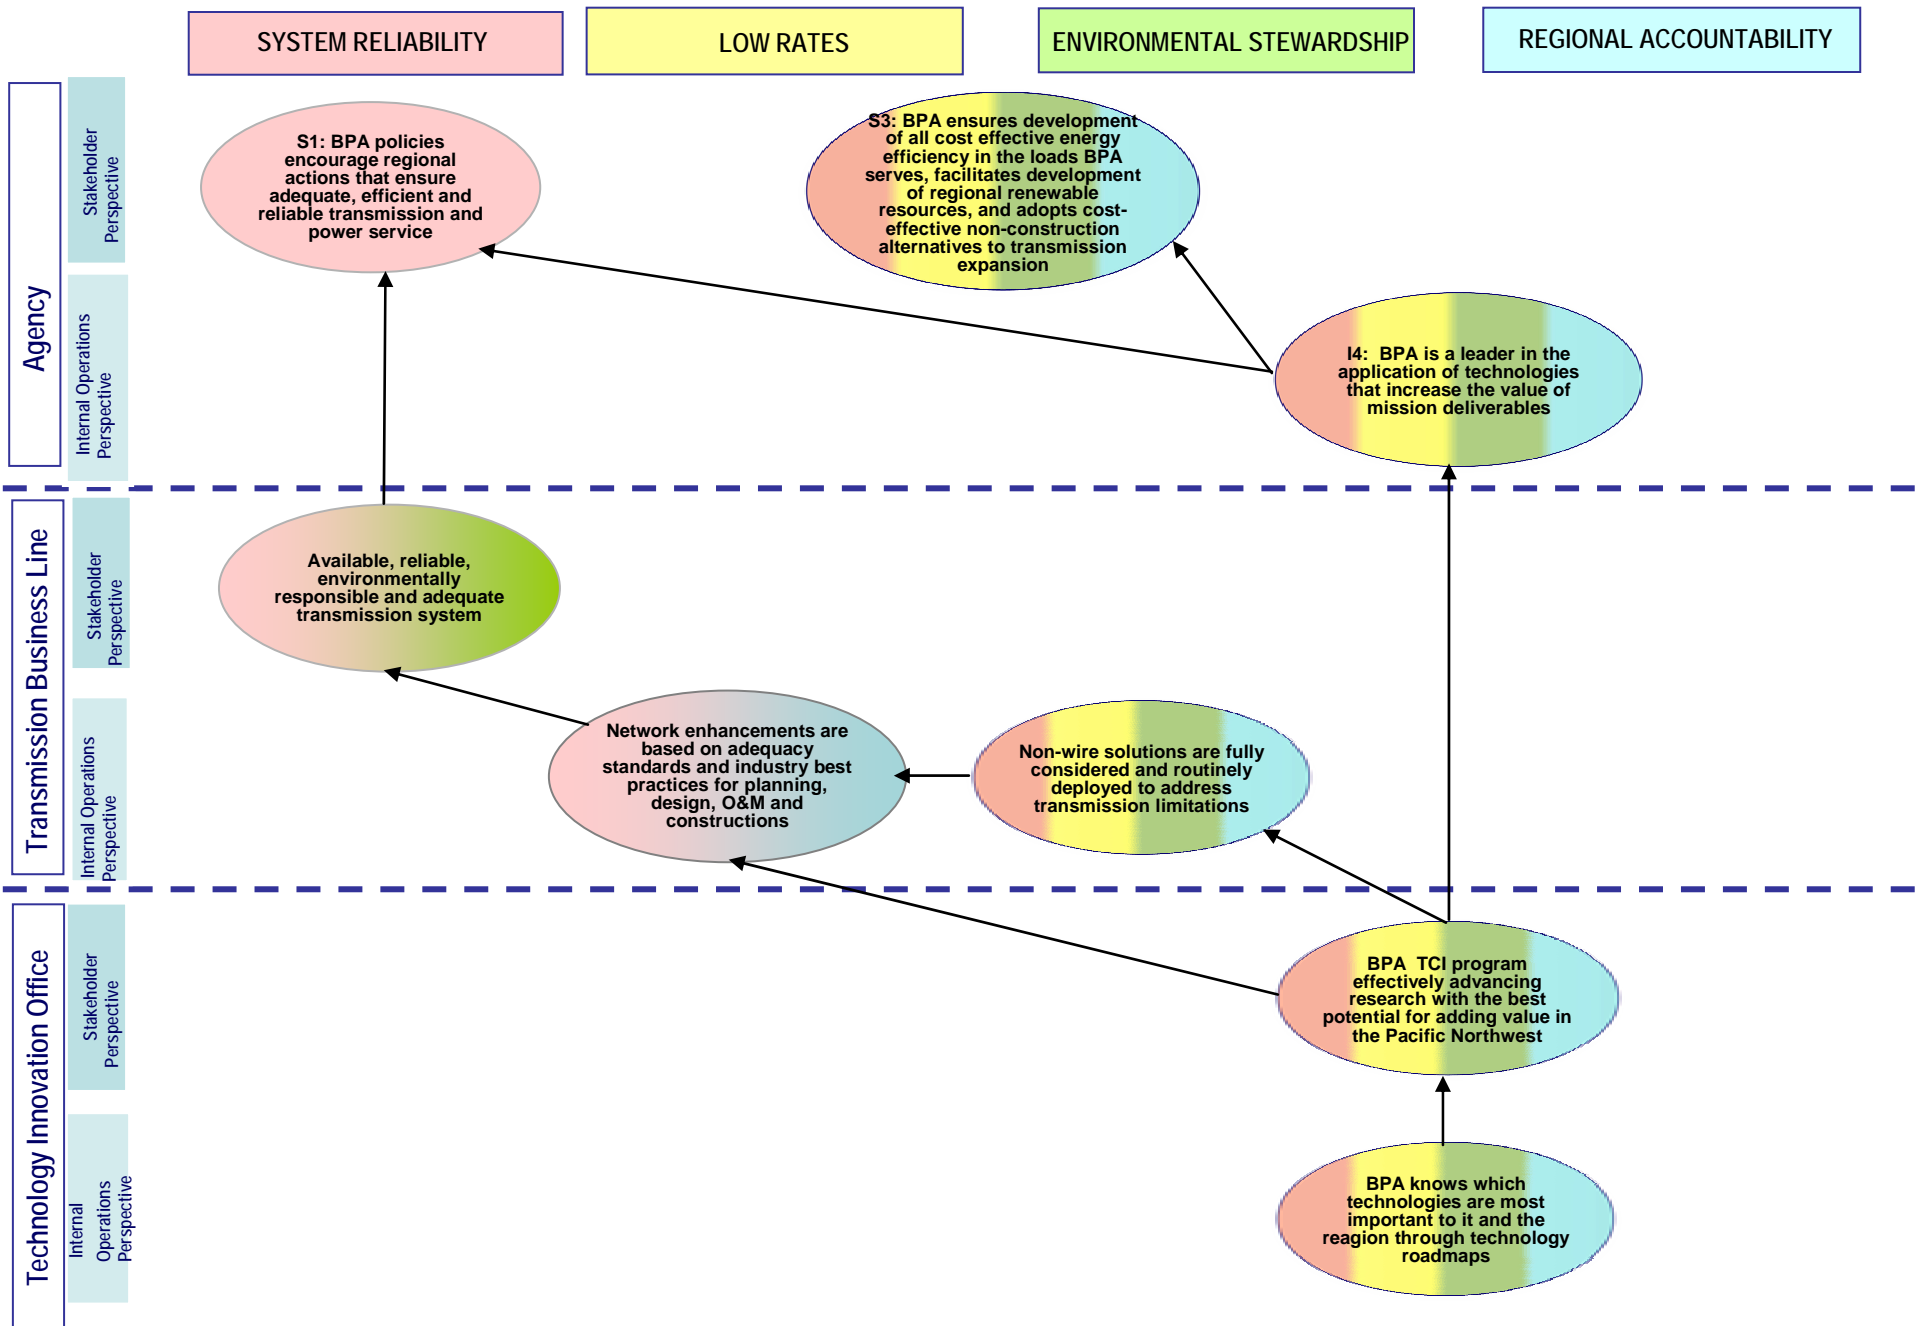 SYSTEM RELIABILITY
LOW RATES
ENVIRONMENTAL STEWARDSHIP
REGIONAL ACCOUNTABILITY
Agency
Stakeholder
Perspective
S1: BPA policies
encourage regional
actions that ensure
adequate, efficient and
reliable transmission and
power service
S3: BPA ensures development
of all cost effective energy
efficiency in the loads BPA
serves, facilitates development
of regional renewable
resources, and adopts cost-
effective non-construction
alternatives to transmission
expansion
Internal Operations
Perspective
I4: BPA is a leader in the
application of technologies
that increase the value of
mission deliverables
Transmission Business Line
Stakeholder
Perspective
Available, reliable,
environmentally
responsible and adequate
transmission system
Internal Operations
Perspective
Network enhancements are
based on adequacy
standards and industry best
practices for planning,
design, O&M and
constructions
Non-wire solutions are fully
considered and routinely
deployed to address
transmission limitations
Technology Innovation Office
Stakeholder
Perspective
BPA TCI program
effectively advancing
research with the best
potential for adding value in
the Pacific Northwest
Internal
Operations
Perspective
BPA knows which
technologies are most
important to it and the
reagion through technology
roadmaps